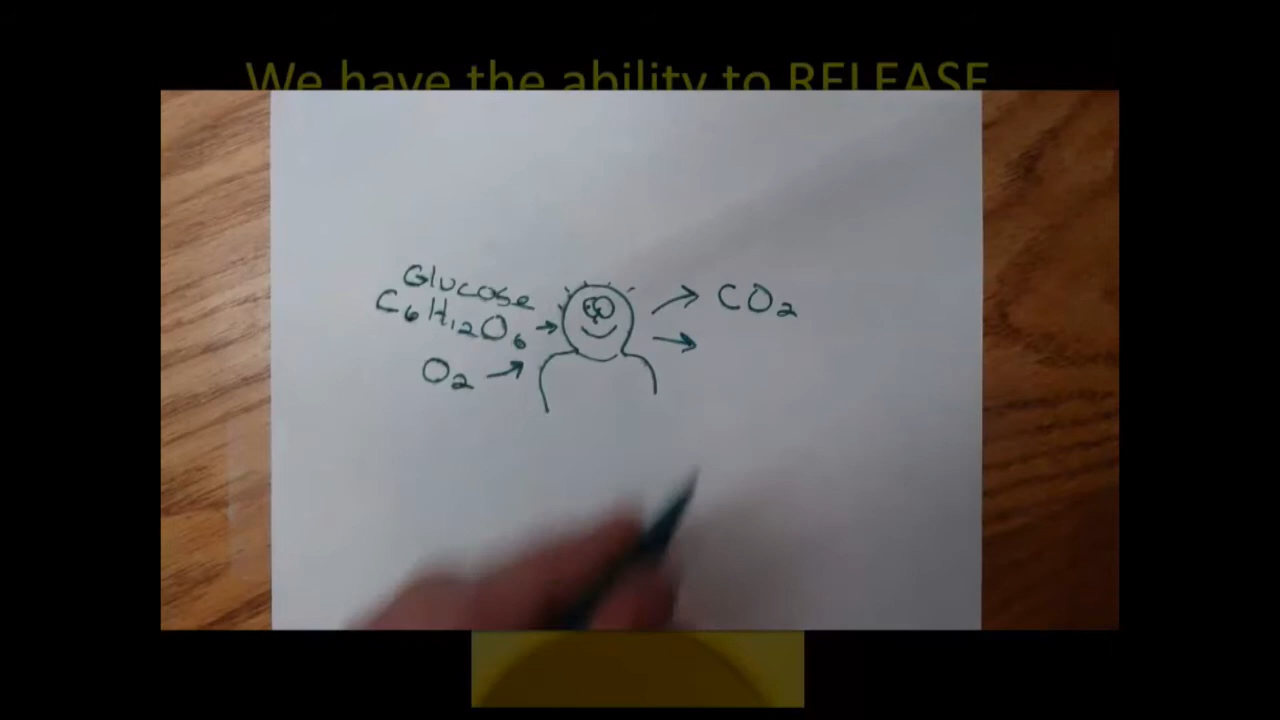 We have the ability to RELEASE
Glucose
C₆H₁₂O₆
O₂
CO₂